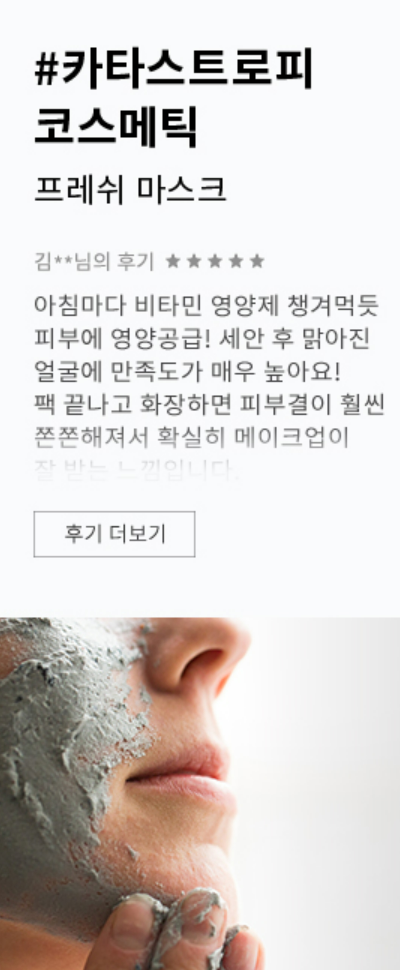 #카타스트로피
코스메틱
프레쉬 마스크
김**님의 후기 ★★★★★
아침마다 비타민 영양제 챙겨먹듯
피부에 영양공급! 세안 후 맑아진
얼굴에 만족도가 매우 높아요!
팩 끝나고 화장하면 피부결이 훨씬
쫀쫀해져서 확실히 메이크업이
잘 받는 느낌입니다.
후기 더보기